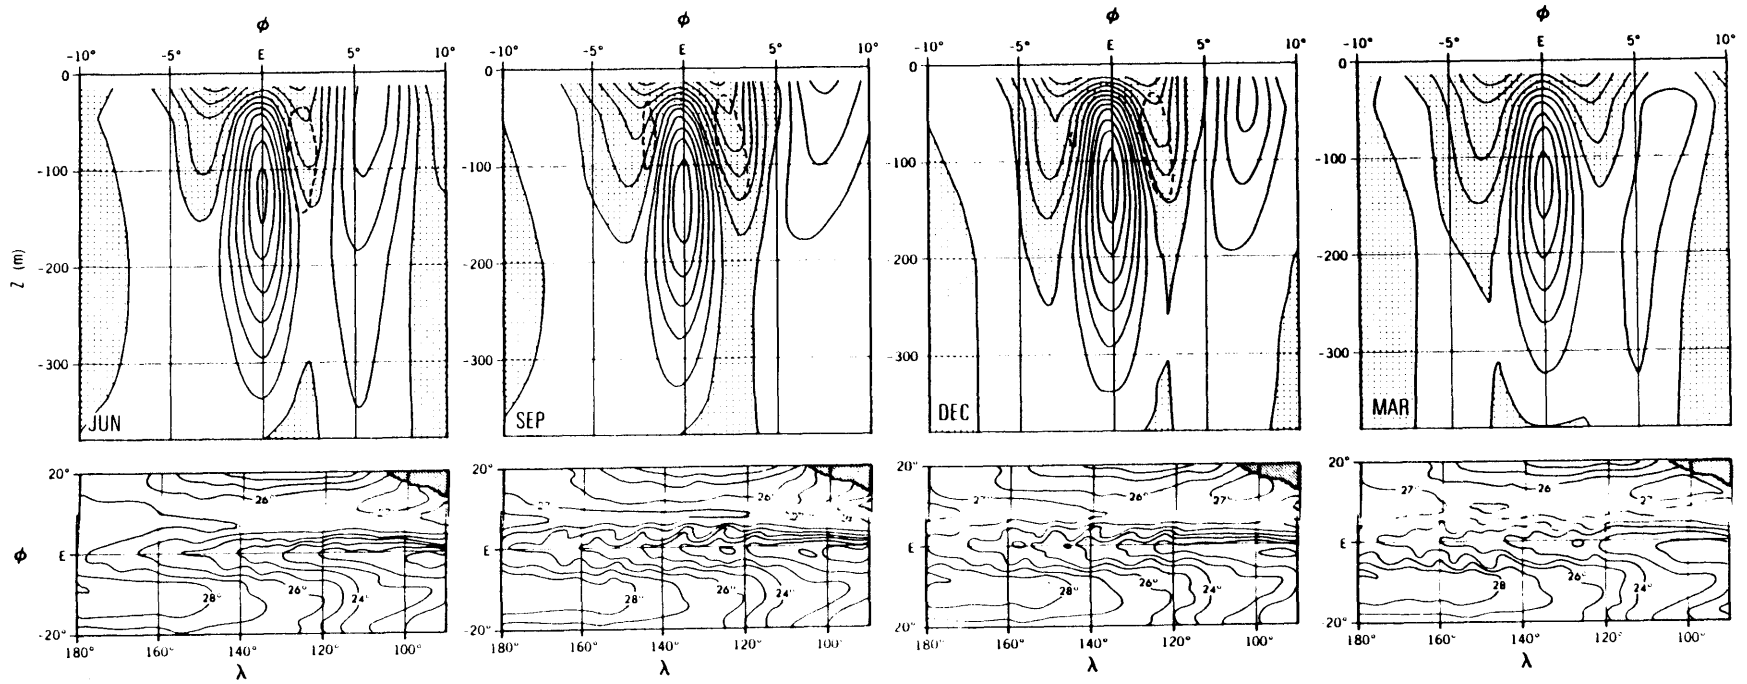 ϕ ϕ ϕ ϕ
-10° -5° E 5° 10° -10° -5° E 5° 10° -10° -5° E 5° 10° -10° -5° E 5° 10°
0 0 0 0
-100 -100 -100 -100
Z (m)
-200 -200 -200 -200
-300 -300 -300 -300
JUN SEP DEC MAR
20° 20° 20° 20°
26° 27 26° 26° 27° 27 26
ϕ E E E E
28° 26° 24° 28° 26° 24° 28° 26° 24° 28 26° 24°
-20° -20° 20° -20°
180° 160° 140° 120° 100° 180° 160° 140° 120° 100° 180° 160° 140° 120° 100° 180° 160° 140° 120° 100°
λ λ λ λ